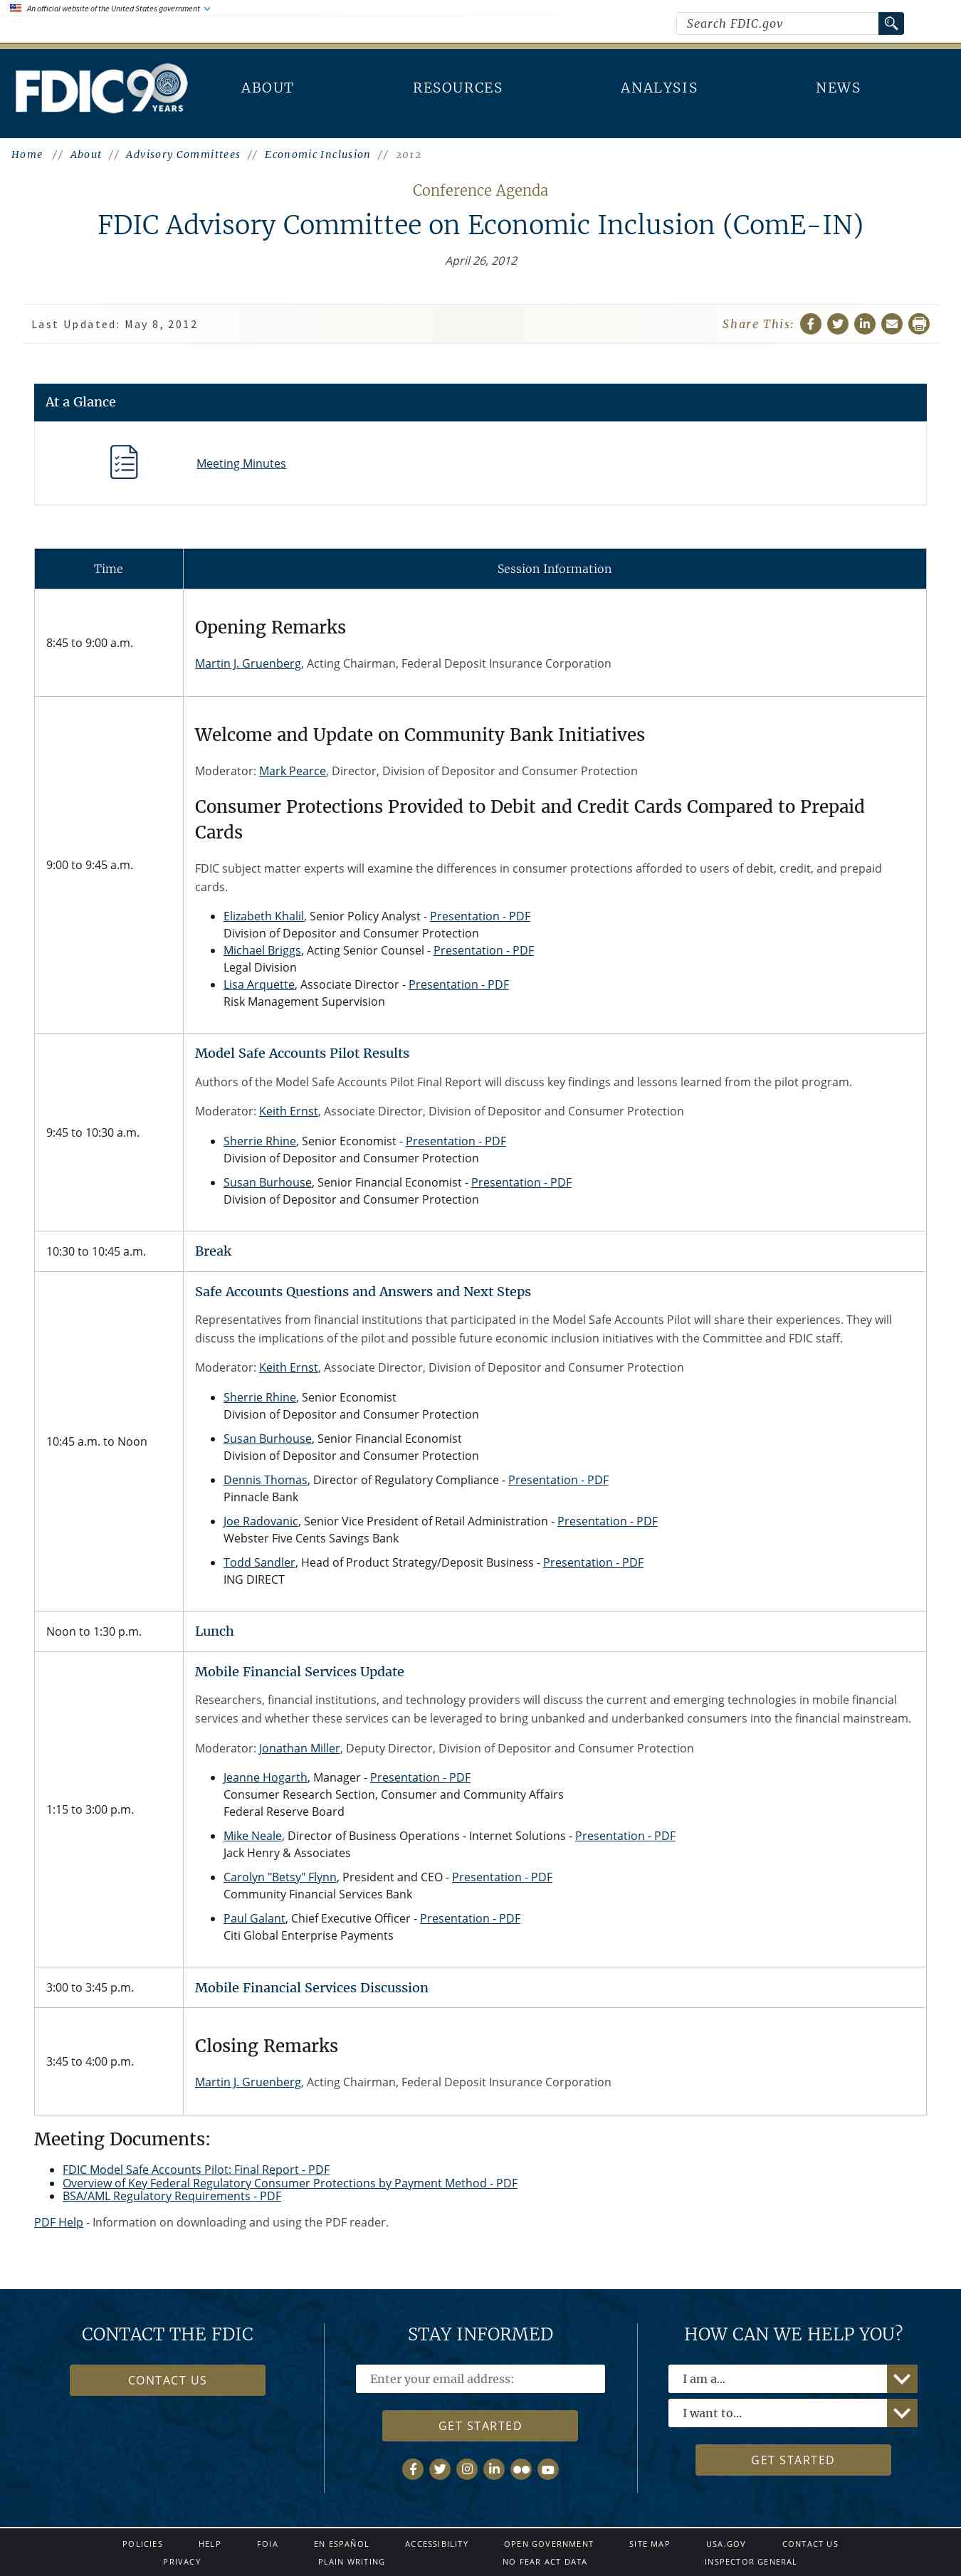 An official website of the United States government
Search FDIC.gov
FDIC 90 YEARS
ABOUT
RESOURCES
ANALYSIS
NEWS
Home // About // Advisory Committees // Economic Inclusion // 2012
Conference Agenda
FDIC Advisory Committee on Economic Inclusion (ComE-IN)
April 26, 2012
Last Updated: May 8, 2012
Share This:
At a Glance
Meeting Minutes
Time
Session Information
8:45 to 9:00 a.m.
Opening Remarks
Martin J. Gruenberg, Acting Chairman, Federal Deposit Insurance Corporation
9:00 to 9:45 a.m.
Welcome and Update on Community Bank Initiatives
Moderator: Mark Pearce, Director, Division of Depositor and Consumer Protection
Consumer Protections Provided to Debit and Credit Cards Compared to Prepaid
Cards
FDIC subject matter experts will examine the differences in consumer protections afforded to users of debit, credit, and prepaid
cards.
Elizabeth Khalil, Senior Policy Analyst - Presentation - PDF
Division of Depositor and Consumer Protection
Michael Briggs, Acting Senior Counsel - Presentation - PDF
Legal Division
Lisa Arquette, Associate Director - Presentation - PDF
Risk Management Supervision
9:45 to 10:30 a.m.
Model Safe Accounts Pilot Results
Authors of the Model Safe Accounts Pilot Final Report will discuss key findings and lessons learned from the pilot program.
Moderator: Keith Ernst, Associate Director, Division of Depositor and Consumer Protection
Sherrie Rhine, Senior Economist - Presentation - PDF
Division of Depositor and Consumer Protection
Susan Burhouse, Senior Financial Economist - Presentation - PDF
Division of Depositor and Consumer Protection
10:30 to 10:45 a.m.
Break
10:45 a.m. to Noon
Safe Accounts Questions and Answers and Next Steps
Representatives from financial institutions that participated in the Model Safe Accounts Pilot will share their experiences. They will
discuss the implications of the pilot and possible future economic inclusion initiatives with the Committee and FDIC staff.
Moderator: Keith Ernst, Associate Director, Division of Depositor and Consumer Protection
Sherrie Rhine, Senior Economist
Division of Depositor and Consumer Protection
Susan Burhouse, Senior Financial Economist
Division of Depositor and Consumer Protection
Dennis Thomas, Director of Regulatory Compliance - Presentation - PDF
Pinnacle Bank
Joe Radovanic, Senior Vice President of Retail Administration - Presentation - PDF
Webster Five Cents Savings Bank
Todd Sandler, Head of Product Strategy/Deposit Business - Presentation - PDF
ING DIRECT
Noon to 1:30 p.m.
Lunch
1:15 to 3:00 p.m.
Mobile Financial Services Update
Researchers, financial institutions, and technology providers will discuss the current and emerging technologies in mobile financial
services and whether these services can be leveraged to bring unbanked and underbanked consumers into the financial mainstream.
Moderator: Jonathan Miller, Deputy Director, Division of Depositor and Consumer Protection
Jeanne Hogarth, Manager - Presentation - PDF
Consumer Research Section, Consumer and Community Affairs
Federal Reserve Board
Mike Neale, Director of Business Operations - Internet Solutions - Presentation - PDF
Jack Henry & Associates
Carolyn "Betsy" Flynn, President and CEO - Presentation - PDF
Community Financial Services Bank
Paul Galant, Chief Executive Officer - Presentation - PDF
Citi Global Enterprise Payments
3:00 to 3:45 p.m.
Mobile Financial Services Discussion
3:45 to 4:00 p.m.
Closing Remarks
Martin J. Gruenberg, Acting Chairman, Federal Deposit Insurance Corporation
Meeting Documents:
FDIC Model Safe Accounts Pilot: Final Report - PDF
Overview of Key Federal Regulatory Consumer Protections by Payment Method - PDF
BSA/AML Regulatory Requirements - PDF
PDF Help - Information on downloading and using the PDF reader.
CONTACT THE FDIC
CONTACT US
STAY INFORMED
Enter your email address:
GET STARTED
HOW CAN WE HELP YOU?
I am a...
I want to...
GET STARTED
POLICIES HELP FOIA EN ESPAÑOL ACCESSIBILITY OPEN GOVERNMENT SITE MAP USA.GOV CONTACT US
PRIVACY PLAIN WRITING NO FEAR ACT DATA INSPECTOR GENERAL